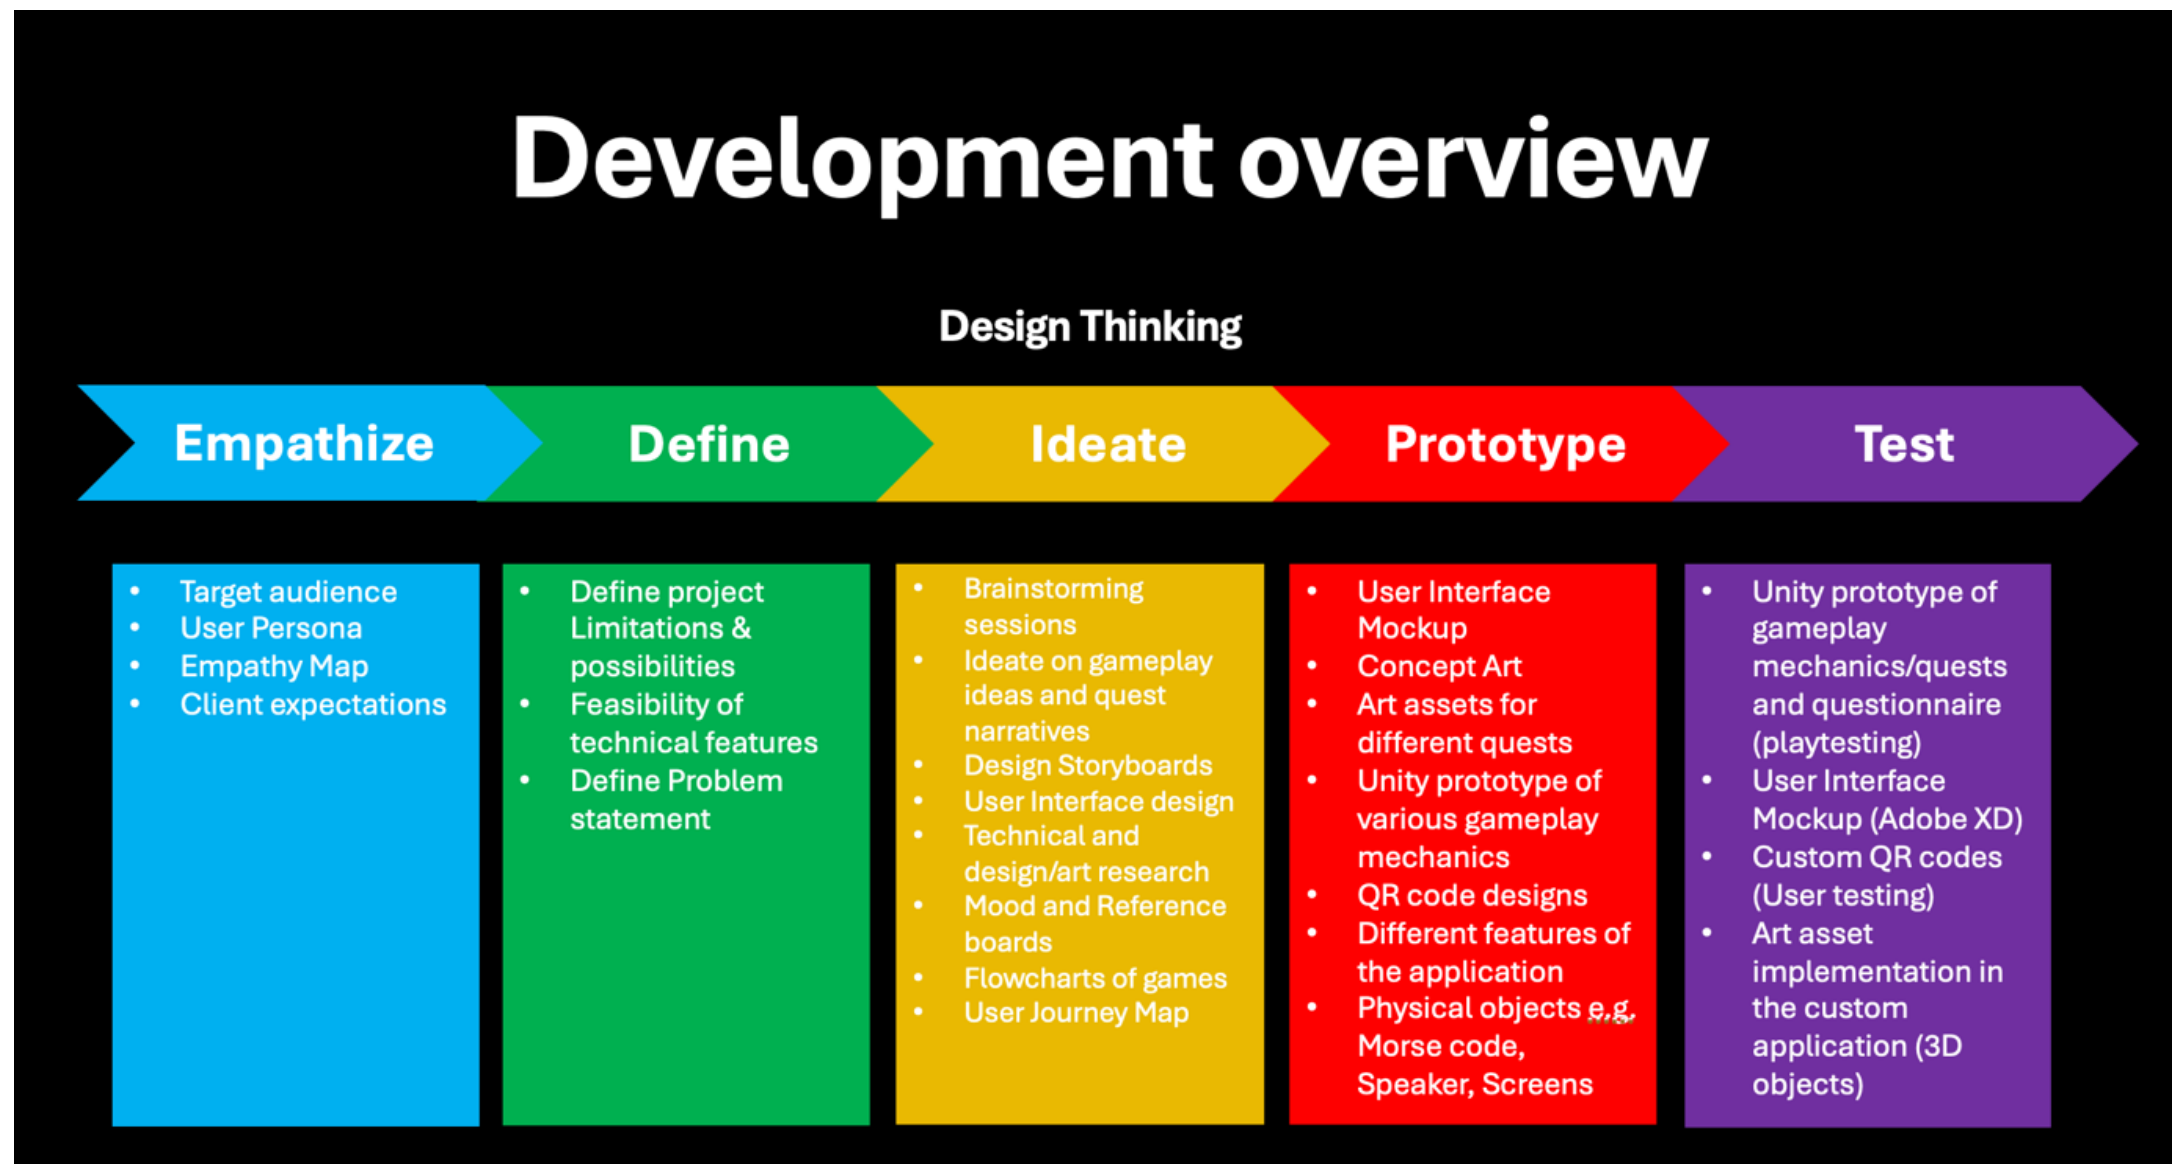 Development overview
Design Thinking
Empathize
Define
Ideate
Prototype
Test
• Target audience
• User Persona
• Empathy Map
• Client expectations
• Define project
Limitations &
possibilities
• Feasibility of
technical features
• Define Problem
statement
• Brainstorming
sessions
• Ideate on gameplay
ideas and quest
narratives
• Design Storyboards
• User Interface design
• Technical and
design/art research
• Mood and Reference
boards
• Flowcharts of games
• User Journey Map
• User Interface
Mockup
• Concept Art
• Art assets for
different quests
• Unity prototype of
various gameplay
mechanics
• QR code designs
• Different features of
the application
• Physical objects e.g.
Morse code,
Speaker, Screens
• Unity prototype of
gameplay
mechanics/quests
and questionnaire
(playtesting)
• User Interface
Mockup (Adobe XD)
• Custom QR codes
(User testing)
• Art asset
implementation in
the custom
application (3D
objects)